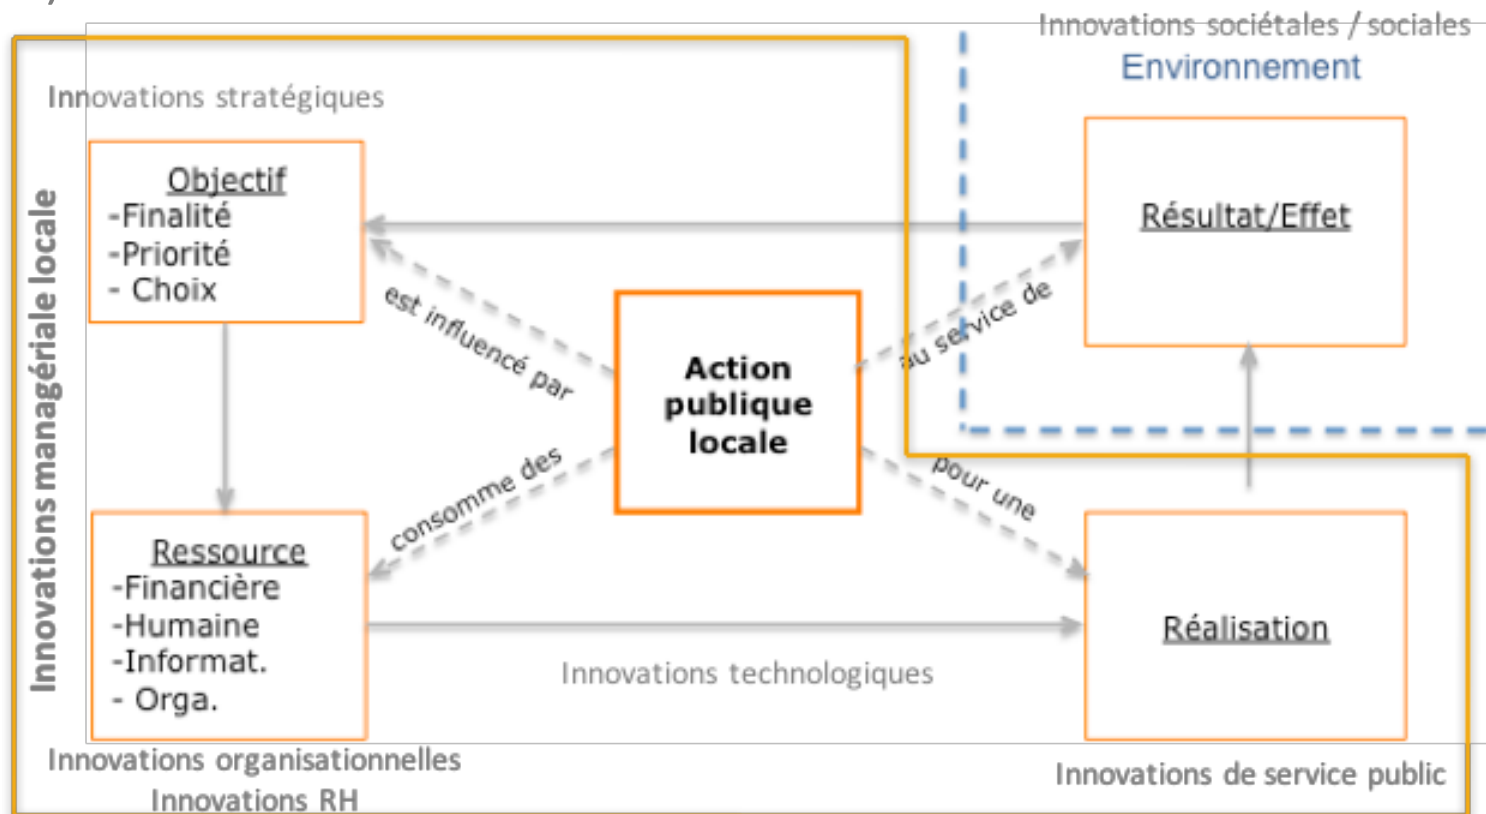 Innovations sociétales / sociales
Environnement
Innovations stratégiques
Innovations managériale locale
Objectif
-Finalité
-Priorité
- Choix
Résultat/Effet
est influencé par
au service de
Action
publique
locale
consomme des
pour une
Ressource
-Financière
-Humaine
-Informat.
- Orga.
Réalisation
Innovations technologiques
Innovations organisationnelles
Innovations RH
Innovations de service public